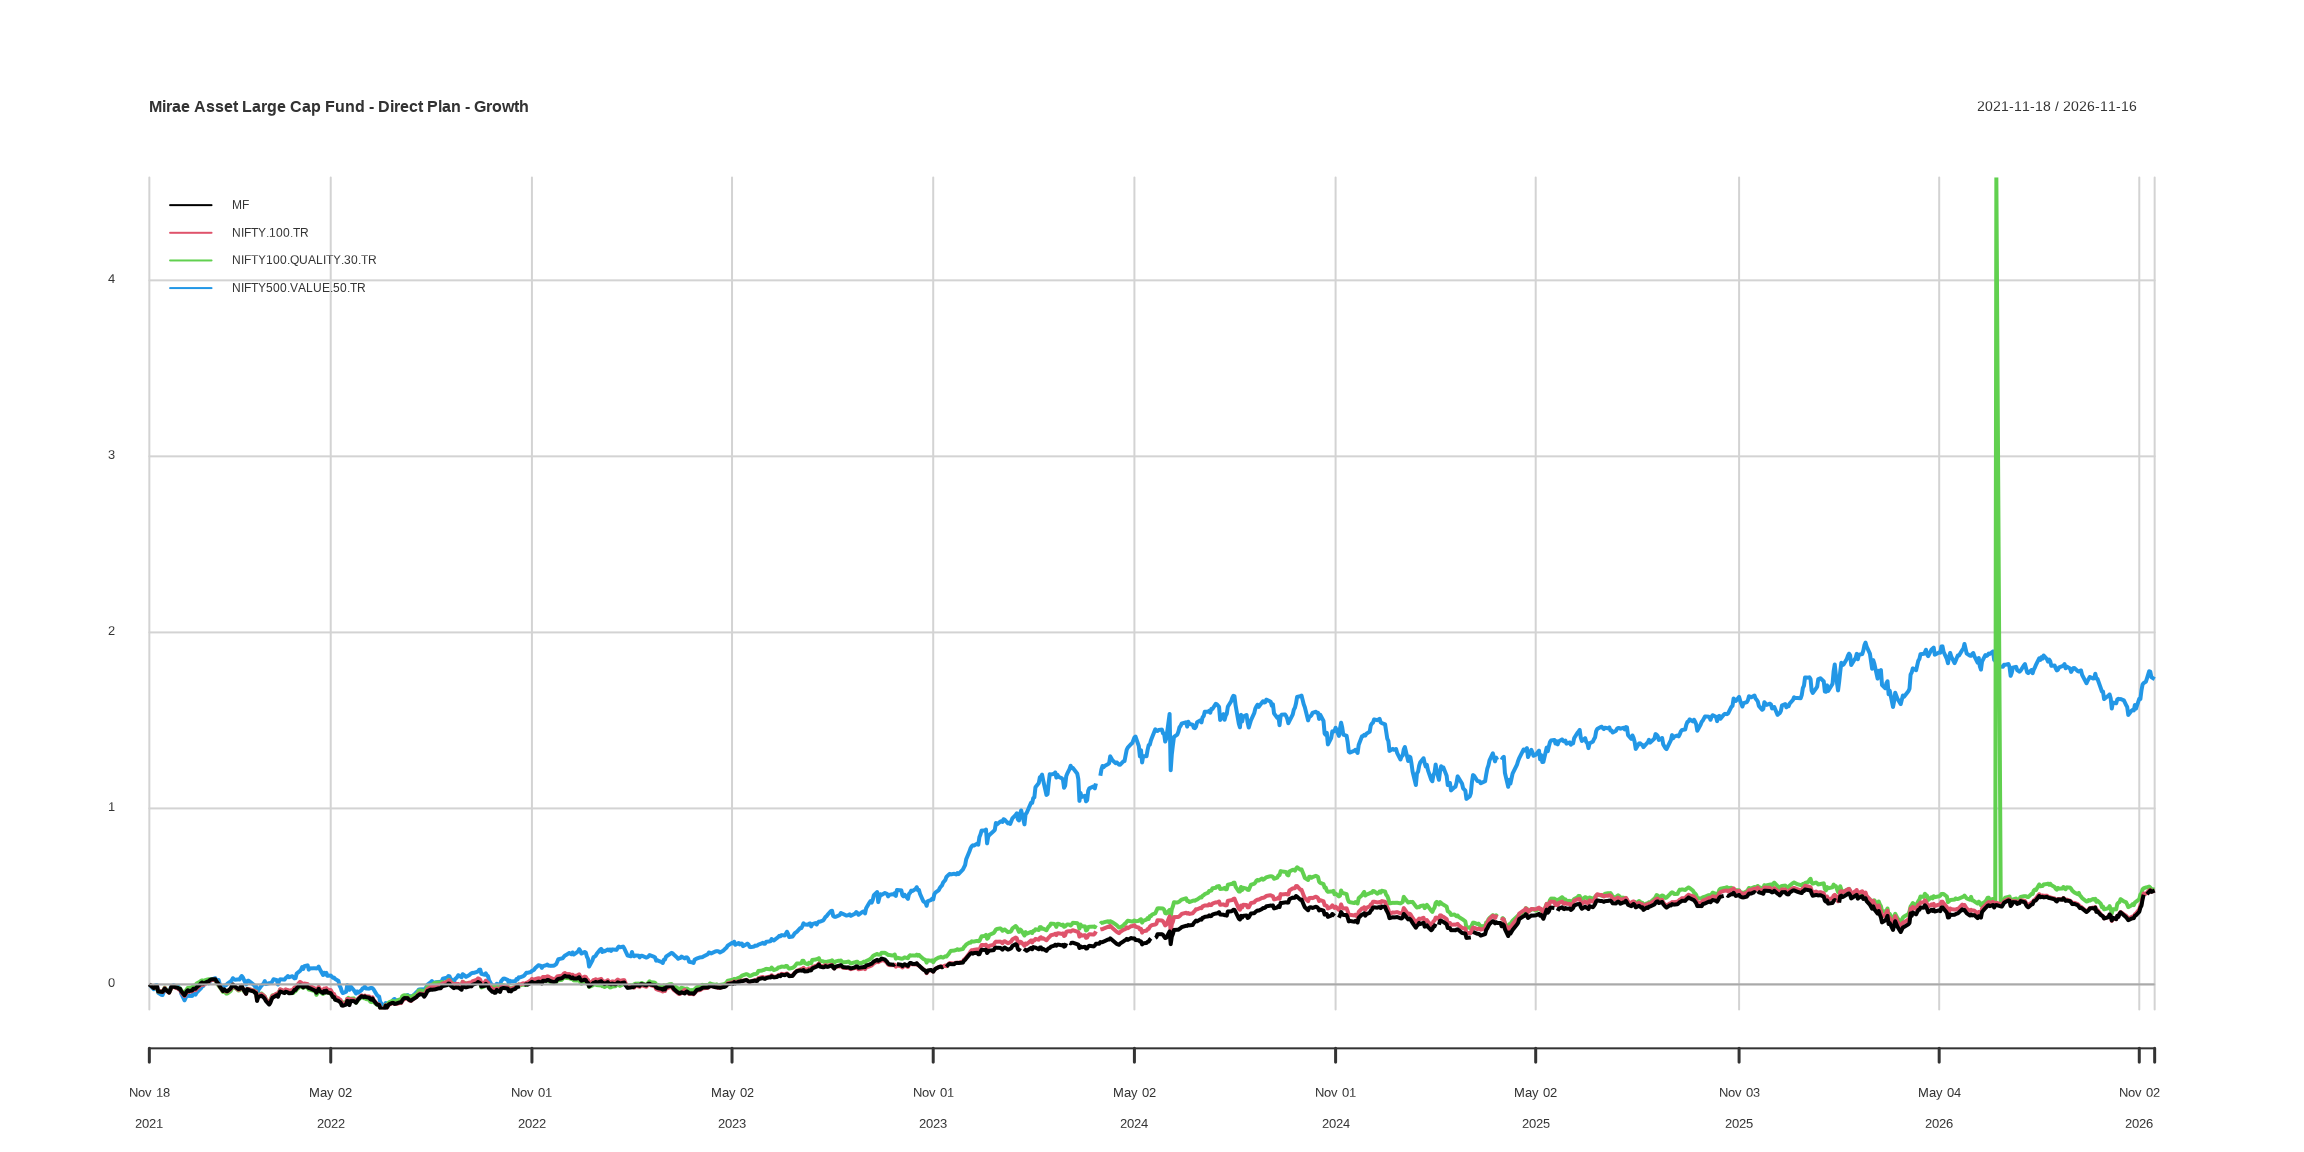 Mirae Asset Large Cap Fund - Direct Plan - Growth
2021-11-18 / 2026-11-16
MF
NIFTY.100.TR
NIFTY100.QUALITY.30.TR
NIFTY500.VALUE.50.TR
4
3
2
1
0
Nov 18 May 02 Nov 01 May 02 Nov 01 May 02 Nov 01 May 02 Nov 03 May 04 Nov 02
2021 2022 2022 2023 2023 2024 2024 2025 2025 2026 2026